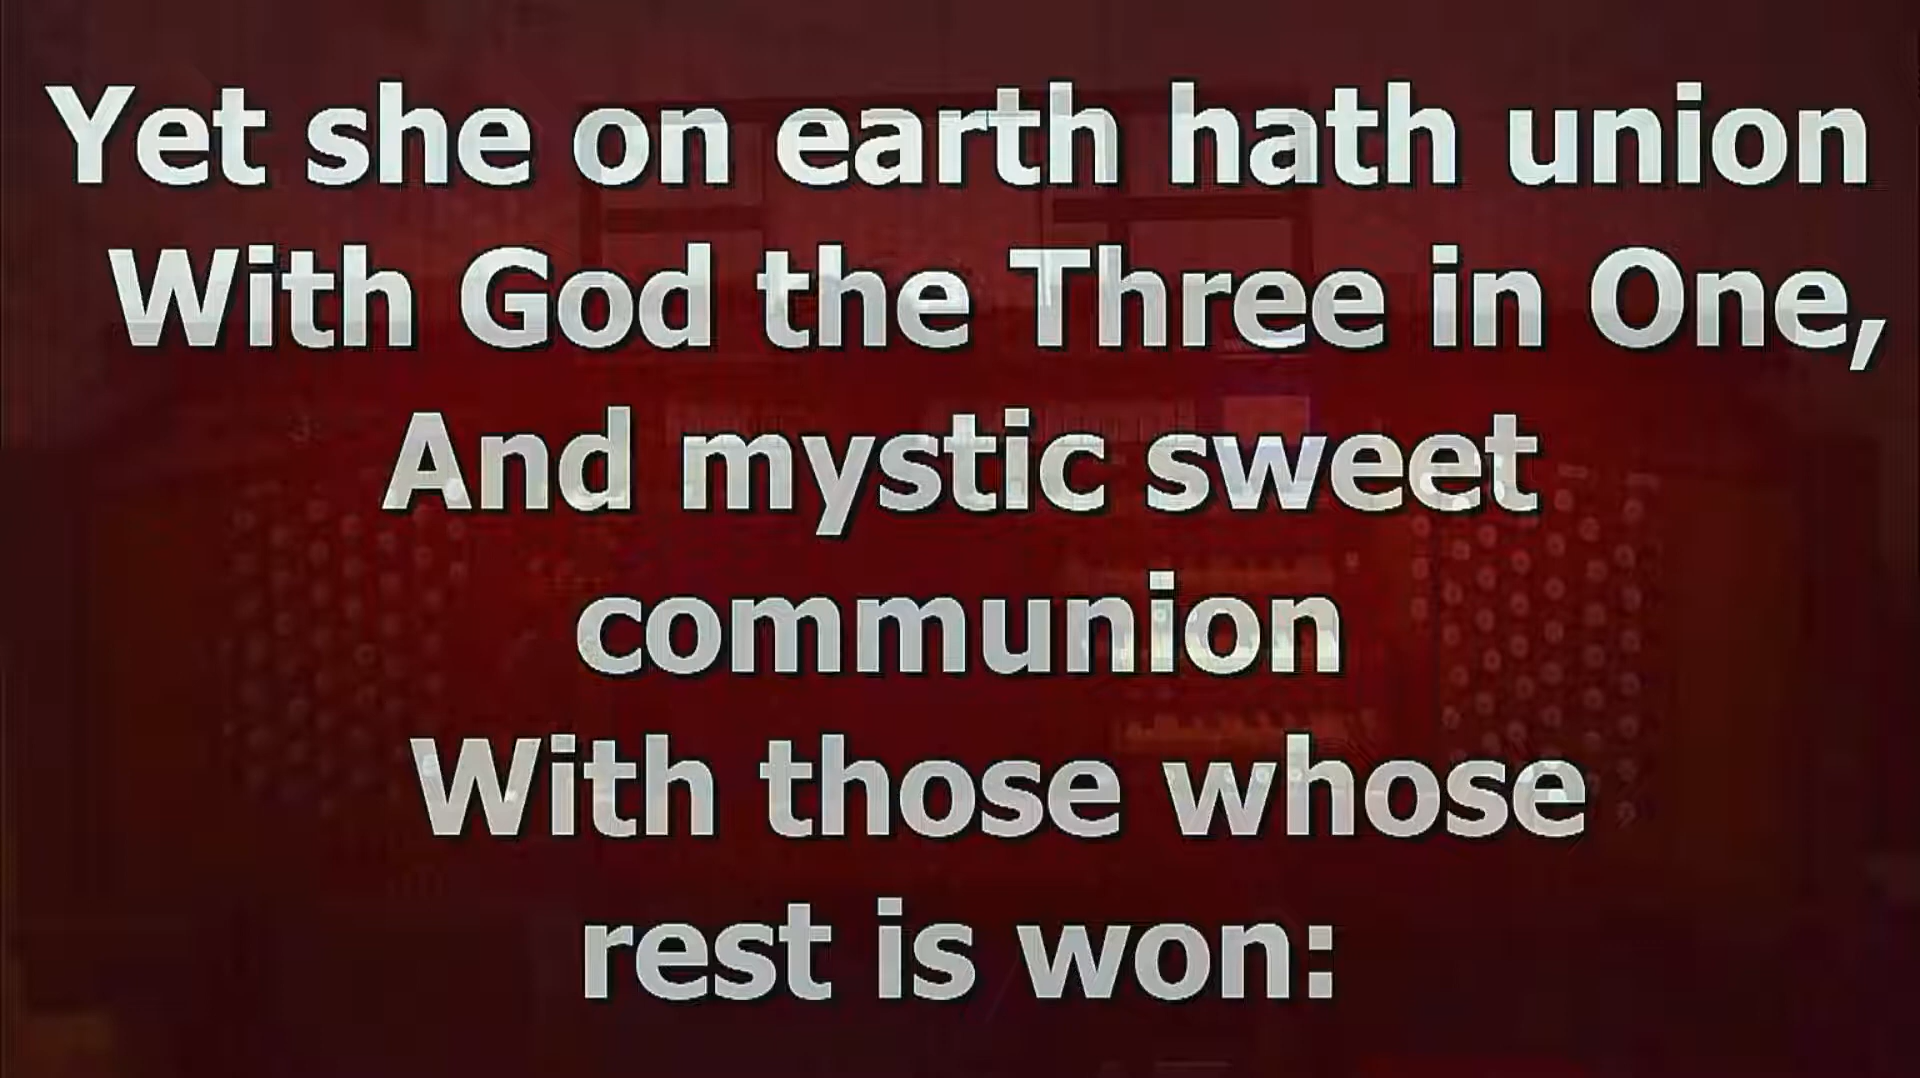 Yet she on earth hath union
With God the Three in One,
And mystic sweet
communion
With those whose
rest is won: